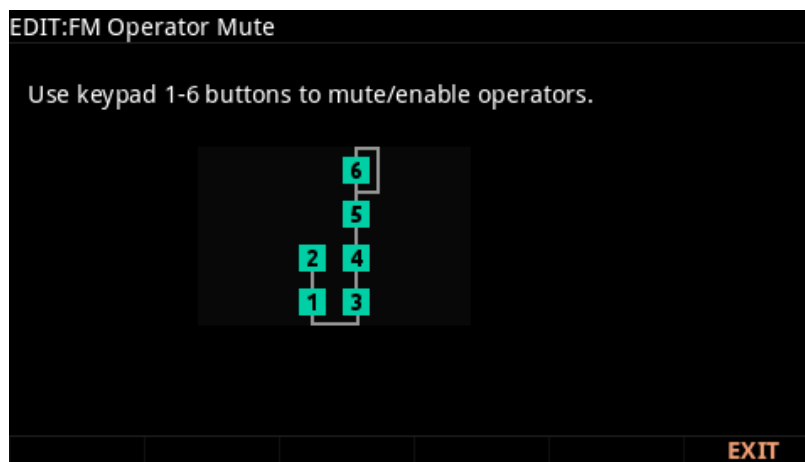 EDIT:FM Operator Mute
Use keypad 1-6 buttons to mute/enable operators.
6
5
2 4
1 3
EXIT